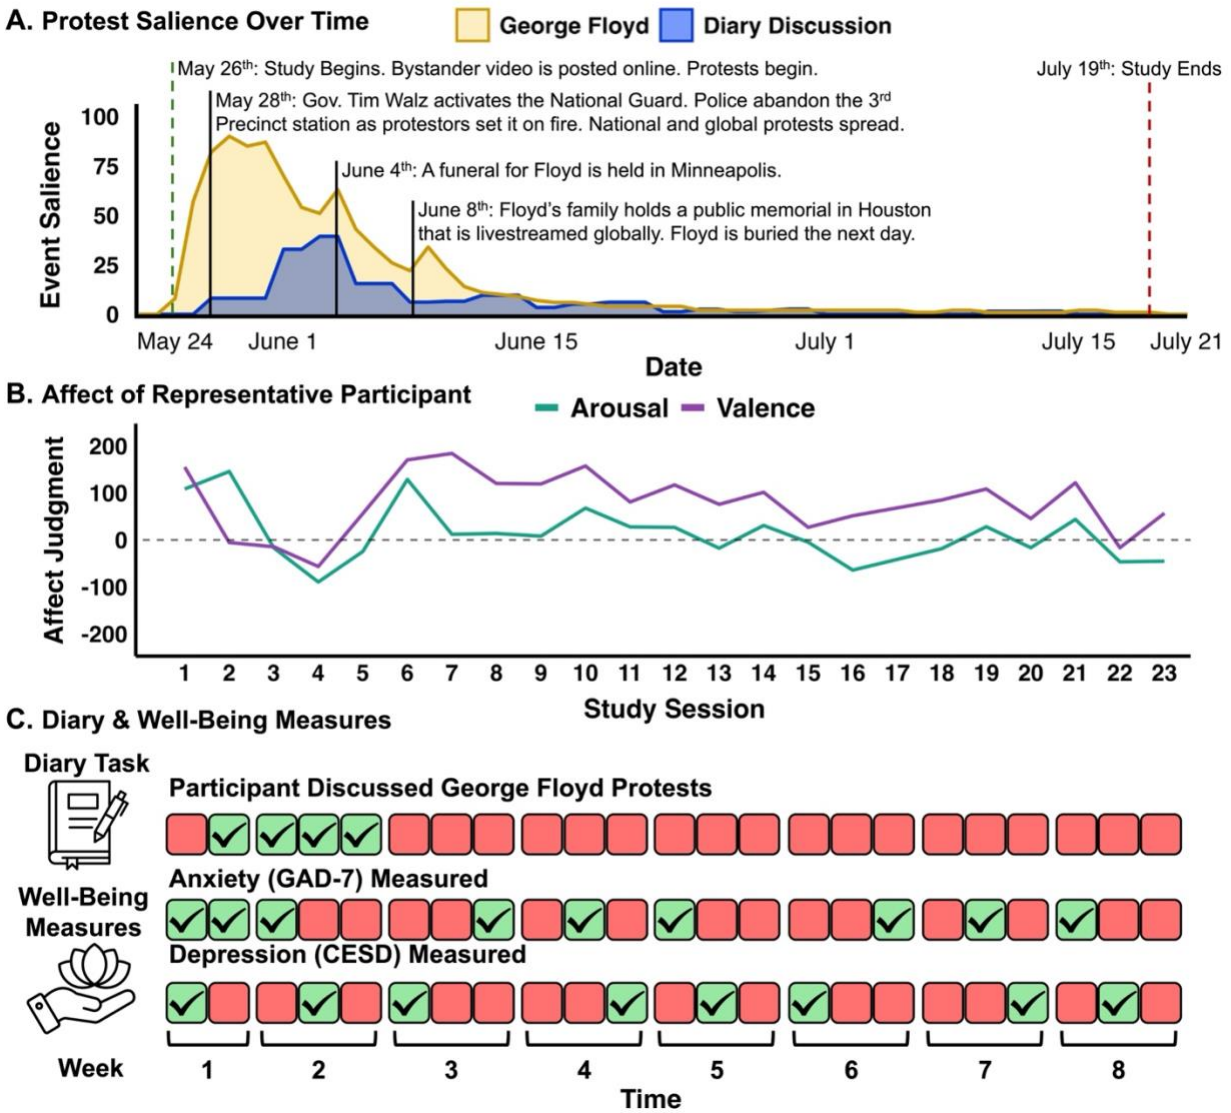 A. Protest Salience Over Time
George Floyd Diary Discussion
May 26th: Study Begins. Bystander video is posted online. Protests begin.
July 19th: Study Ends
May 28th: Gov. Tim Walz activates the National Guard. Police abandon the 3rd
Precinct station as protestors set it on fire. National and global protests spread.
June 4th: A funeral for Floyd is held in Minneapolis.
June 8th: Floyd's family holds a public memorial in Houston
that is livestreamed globally. Floyd is buried the next day.
Event Salience
100
75
50
25
0
May 24 June 1 June 15 July 1 July 15 July 21
Date
B. Affect of Representative Participant
Arousal Valence
Affect Judgment
200
100
0
-100
-200
1 2 3 4 5 6 7 8 9 10 11 12 13 14 15 16 17 18 19 20 21 22 23
Study Session
C. Diary & Well-Being Measures
Diary Task
Participant Discussed George Floyd Protests
Anxiety (GAD-7) Measured
Well-Being
Measures
Depression (CESD) Measured
Week 1 2 3 4 5 6 7 8
Time